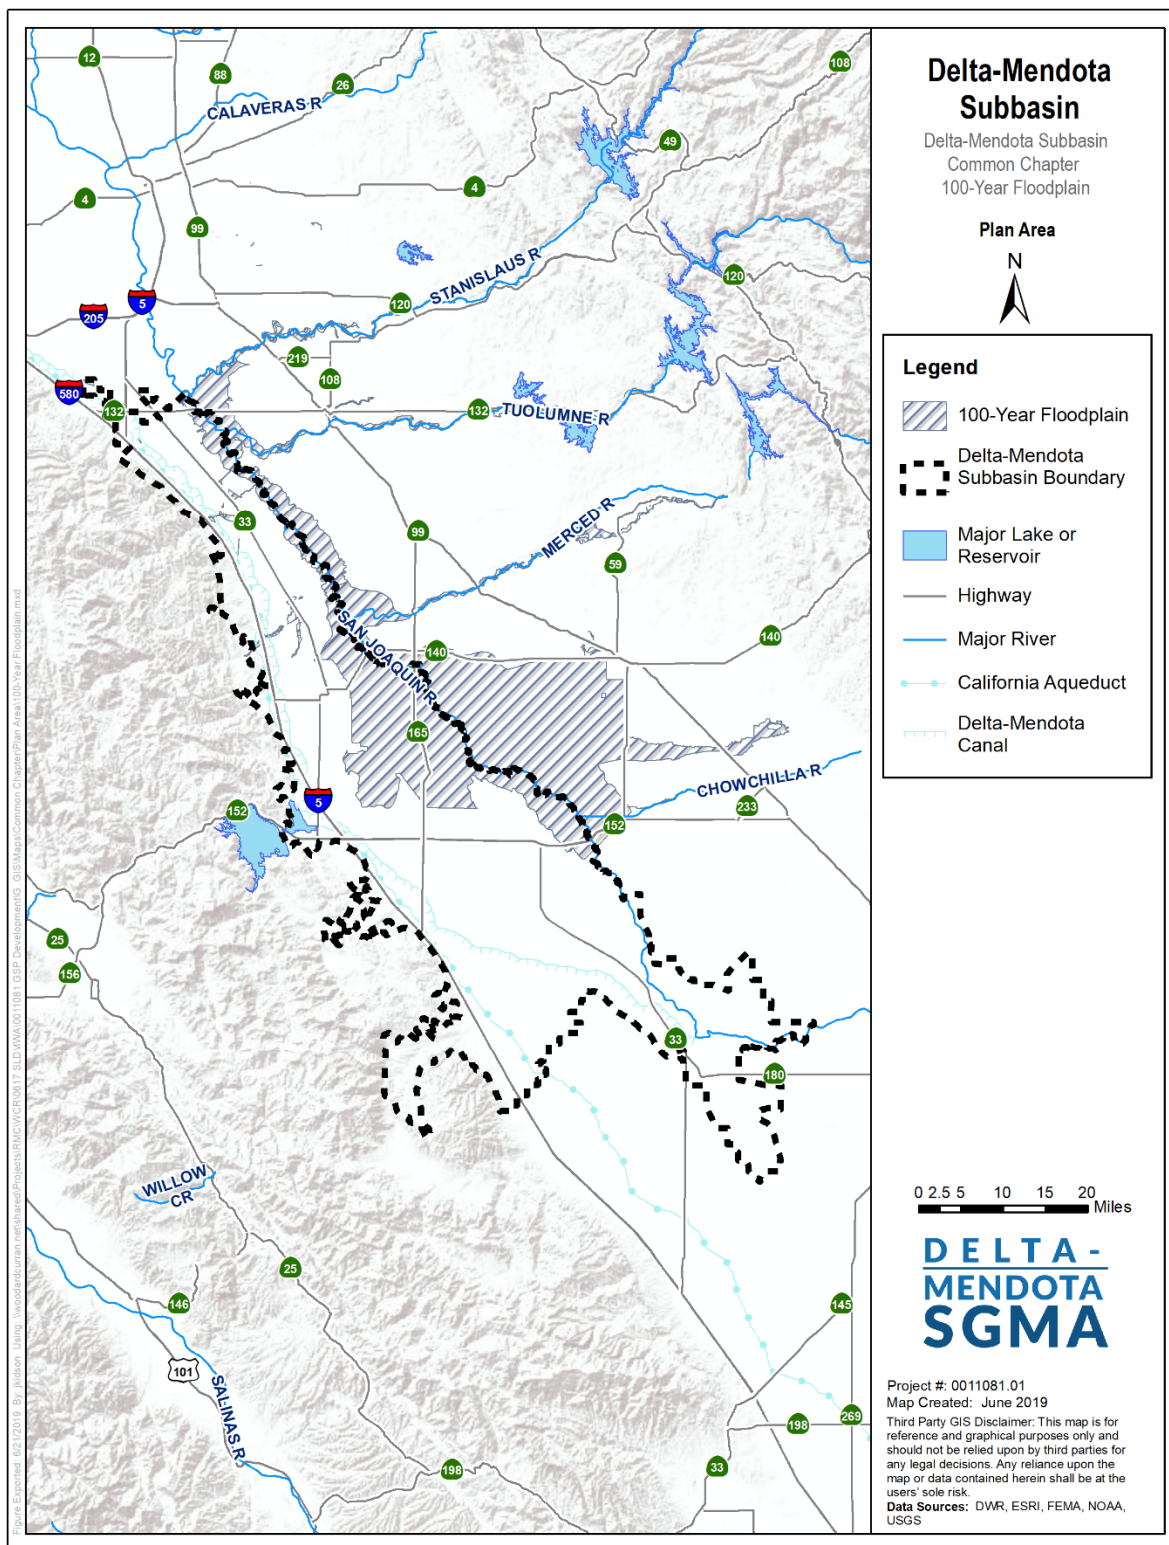 Delta-Mendota
Subbasin
Delta-Mendota Subbasin
Common Chapter
100-Year Floodplain
Plan Area
N
Legend
100-Year Floodplain
Delta-Mendota
Subbasin Boundary
Major Lake or
Reservoir
Highway
Major River
California Aqueduct
Delta-Mendota
Canal
0 2.5 5 10 15 20
Miles
DELTA-
MENDOTA
SGMA
Project #: 0011081.01
Map Created: June 2019
Third Party GIS Disclaimer: This map is for
reference and graphical purposes only and
should not be relied upon by third parties for
any legal decisions. Any reliance upon the
map or data contained herein shall be at the
users' sole risk.
Data Sources: DWR, ESRI, FEMA, NOAA,
USGS
12
88
26
108
CALAVERAS R
49
4
4
99
STANISLAUS R
120
5
205
120
219
108
580
132
132
TUOLUMNE R
33
99
MERCED R
59
SAN JOAQUIN R
140
140
165
CHOWCHILLA R
5
152
233
152
25
156
33
180
WILLOW
CR
25
146
145
101
SALINAS R
269
198
198
33